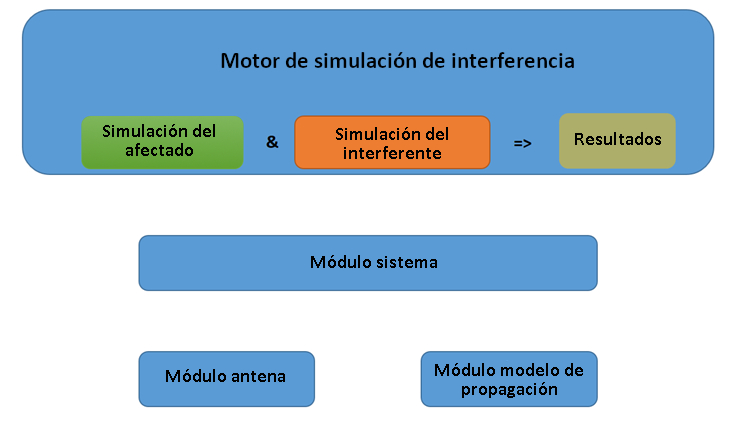 Motor de simulación de interferencia
Simulación del
afectado
&
Simulación del
interferente
=>
Resultados
Módulo sistema
Módulo antena
Módulo modelo de
propagación